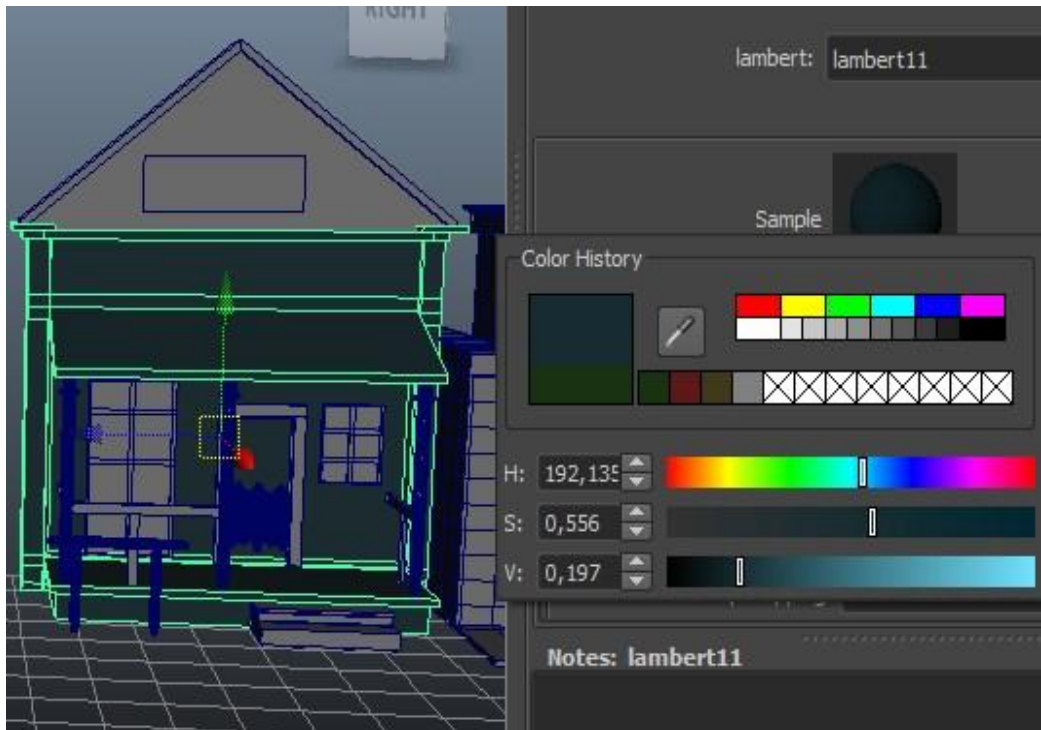 RIGHT
lambert: lambert11
Sample
Color History
H: 192,135
S: 0,556
V: 0,197
Notes: lambert11